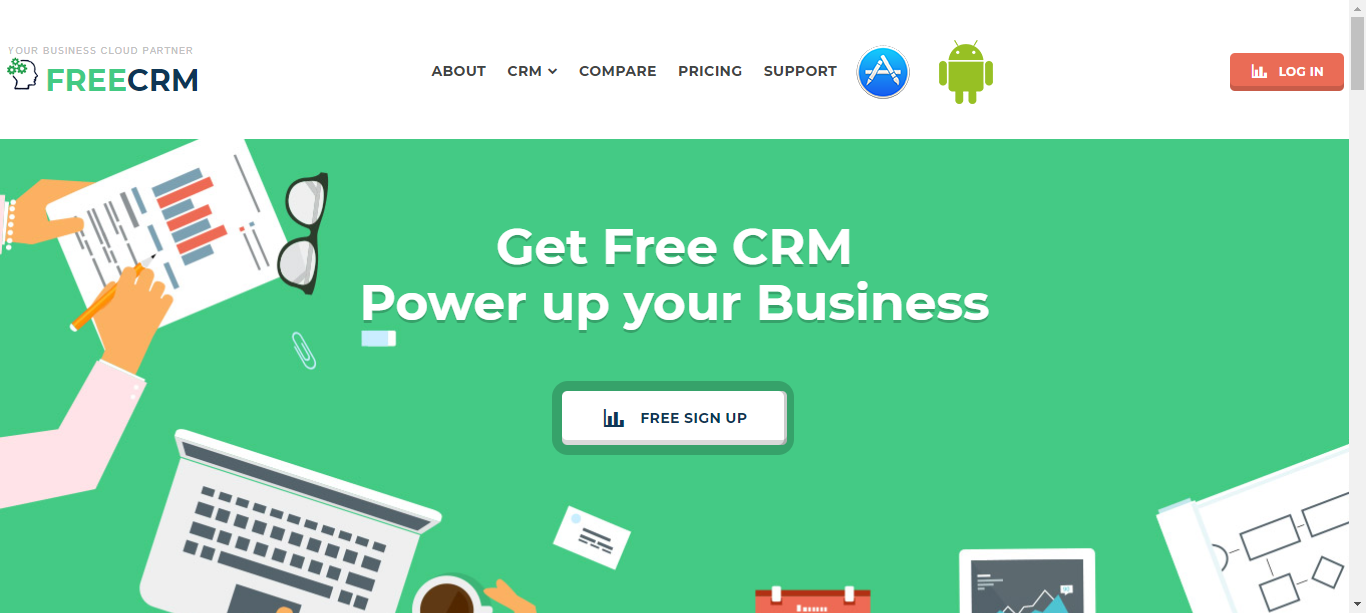 YOUR BUSINESS CLOUD PARTNER
FREECRM
ABOUT
CRM
COMPARE
PRICING
SUPPORT
LOG IN
Get Free CRM
Power up your Business
FREE SIGN UP